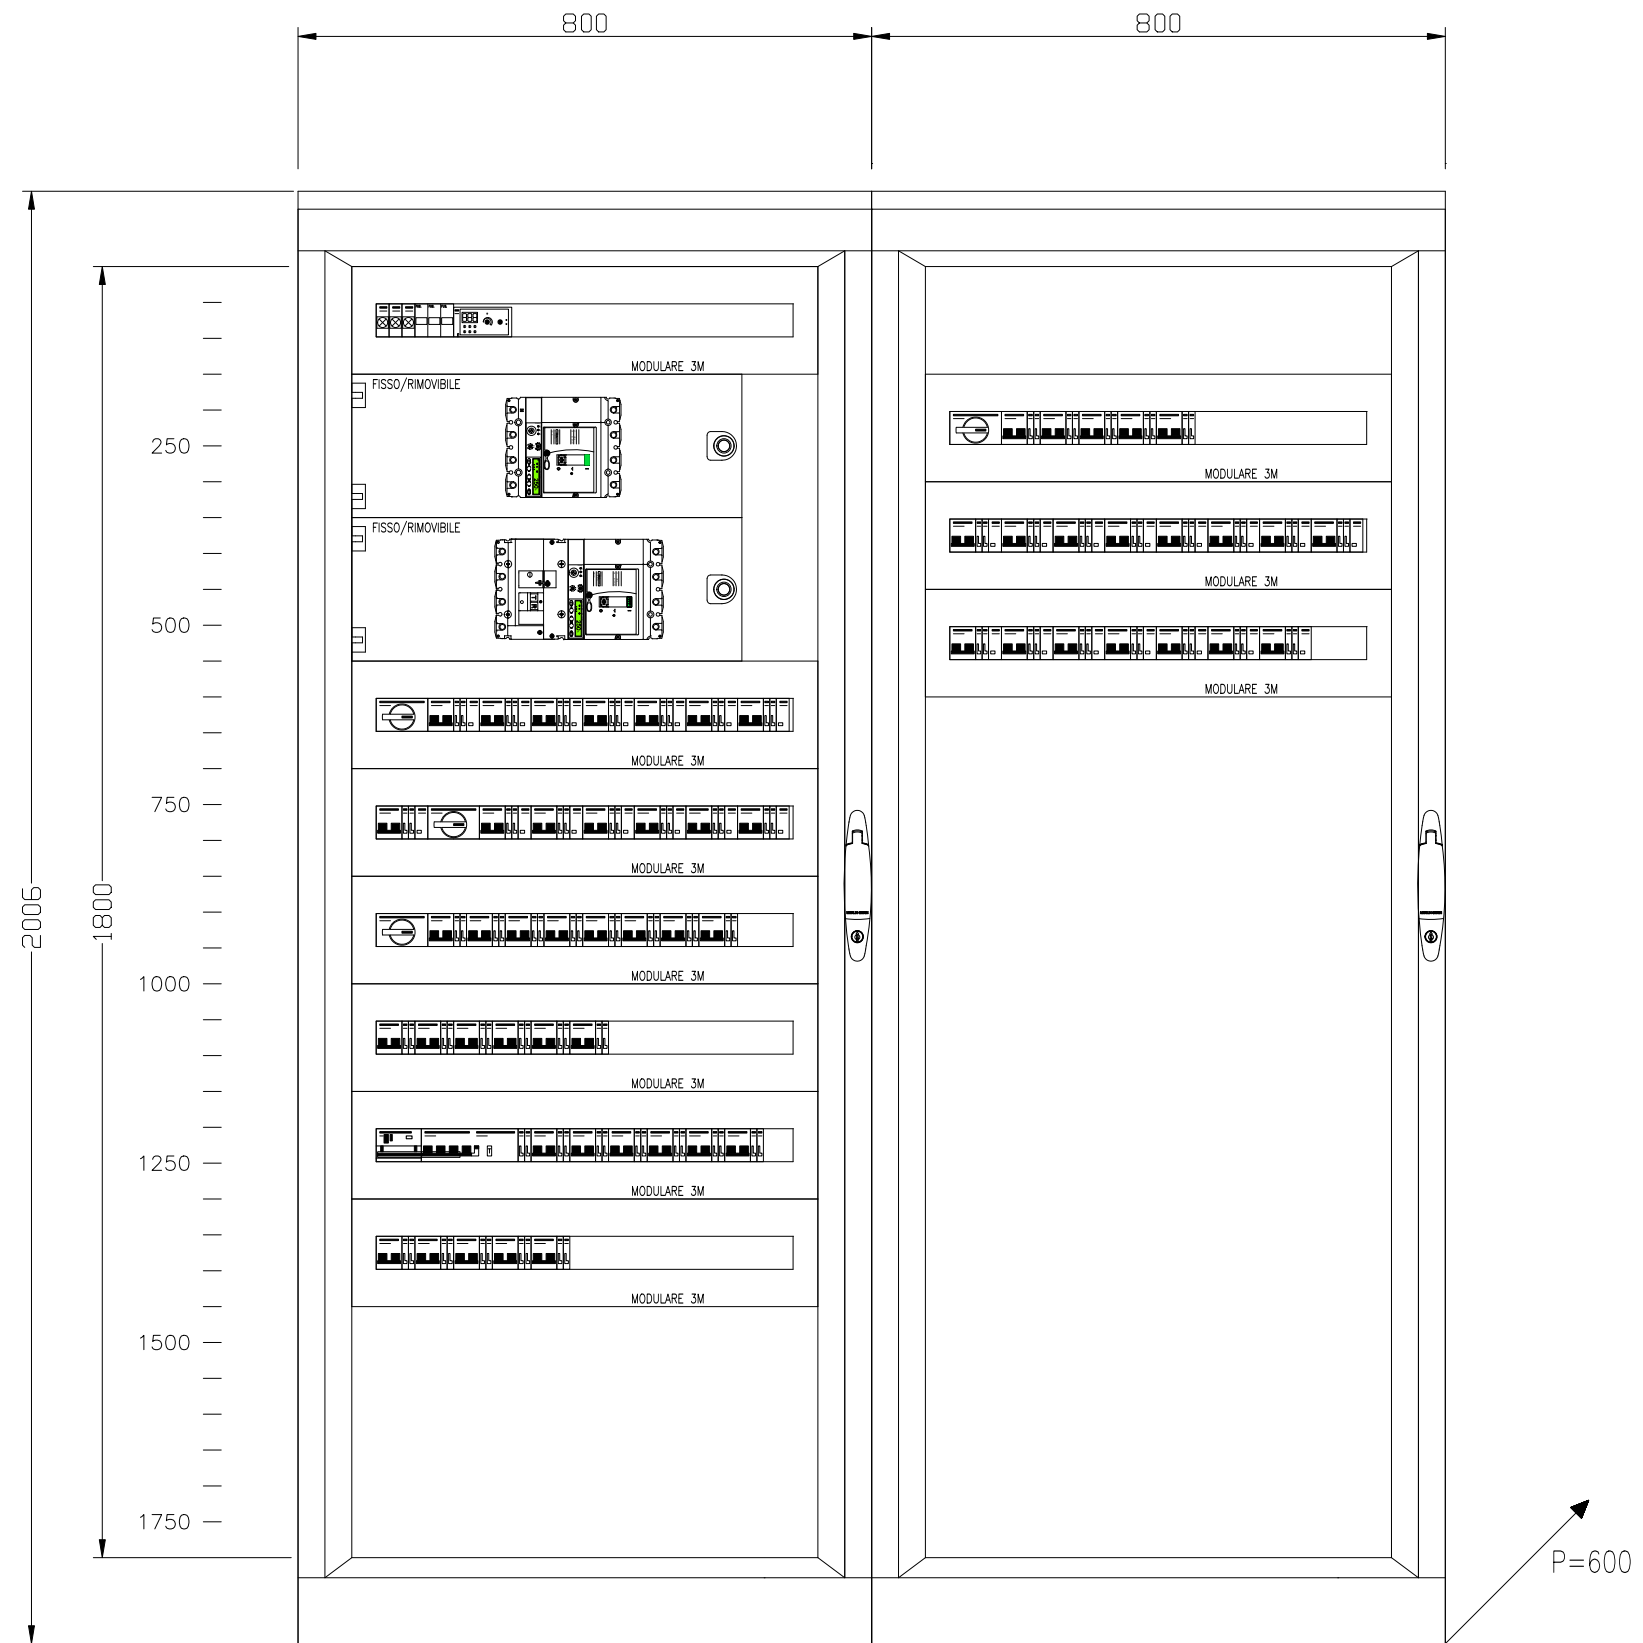 800 800
MODULARE 3M
FISSO/RIMOVIBILE
250
MODULARE 3M
FISSO/RIMOVIBILE
MODULARE 3M
500
MODULARE 3M
MODULARE 3M
750
MODULARE 3M
2006
1800
MODULARE 3M
1000
MODULARE 3M
1250
MODULARE 3M
MODULARE 3M
1500
1750
P=600